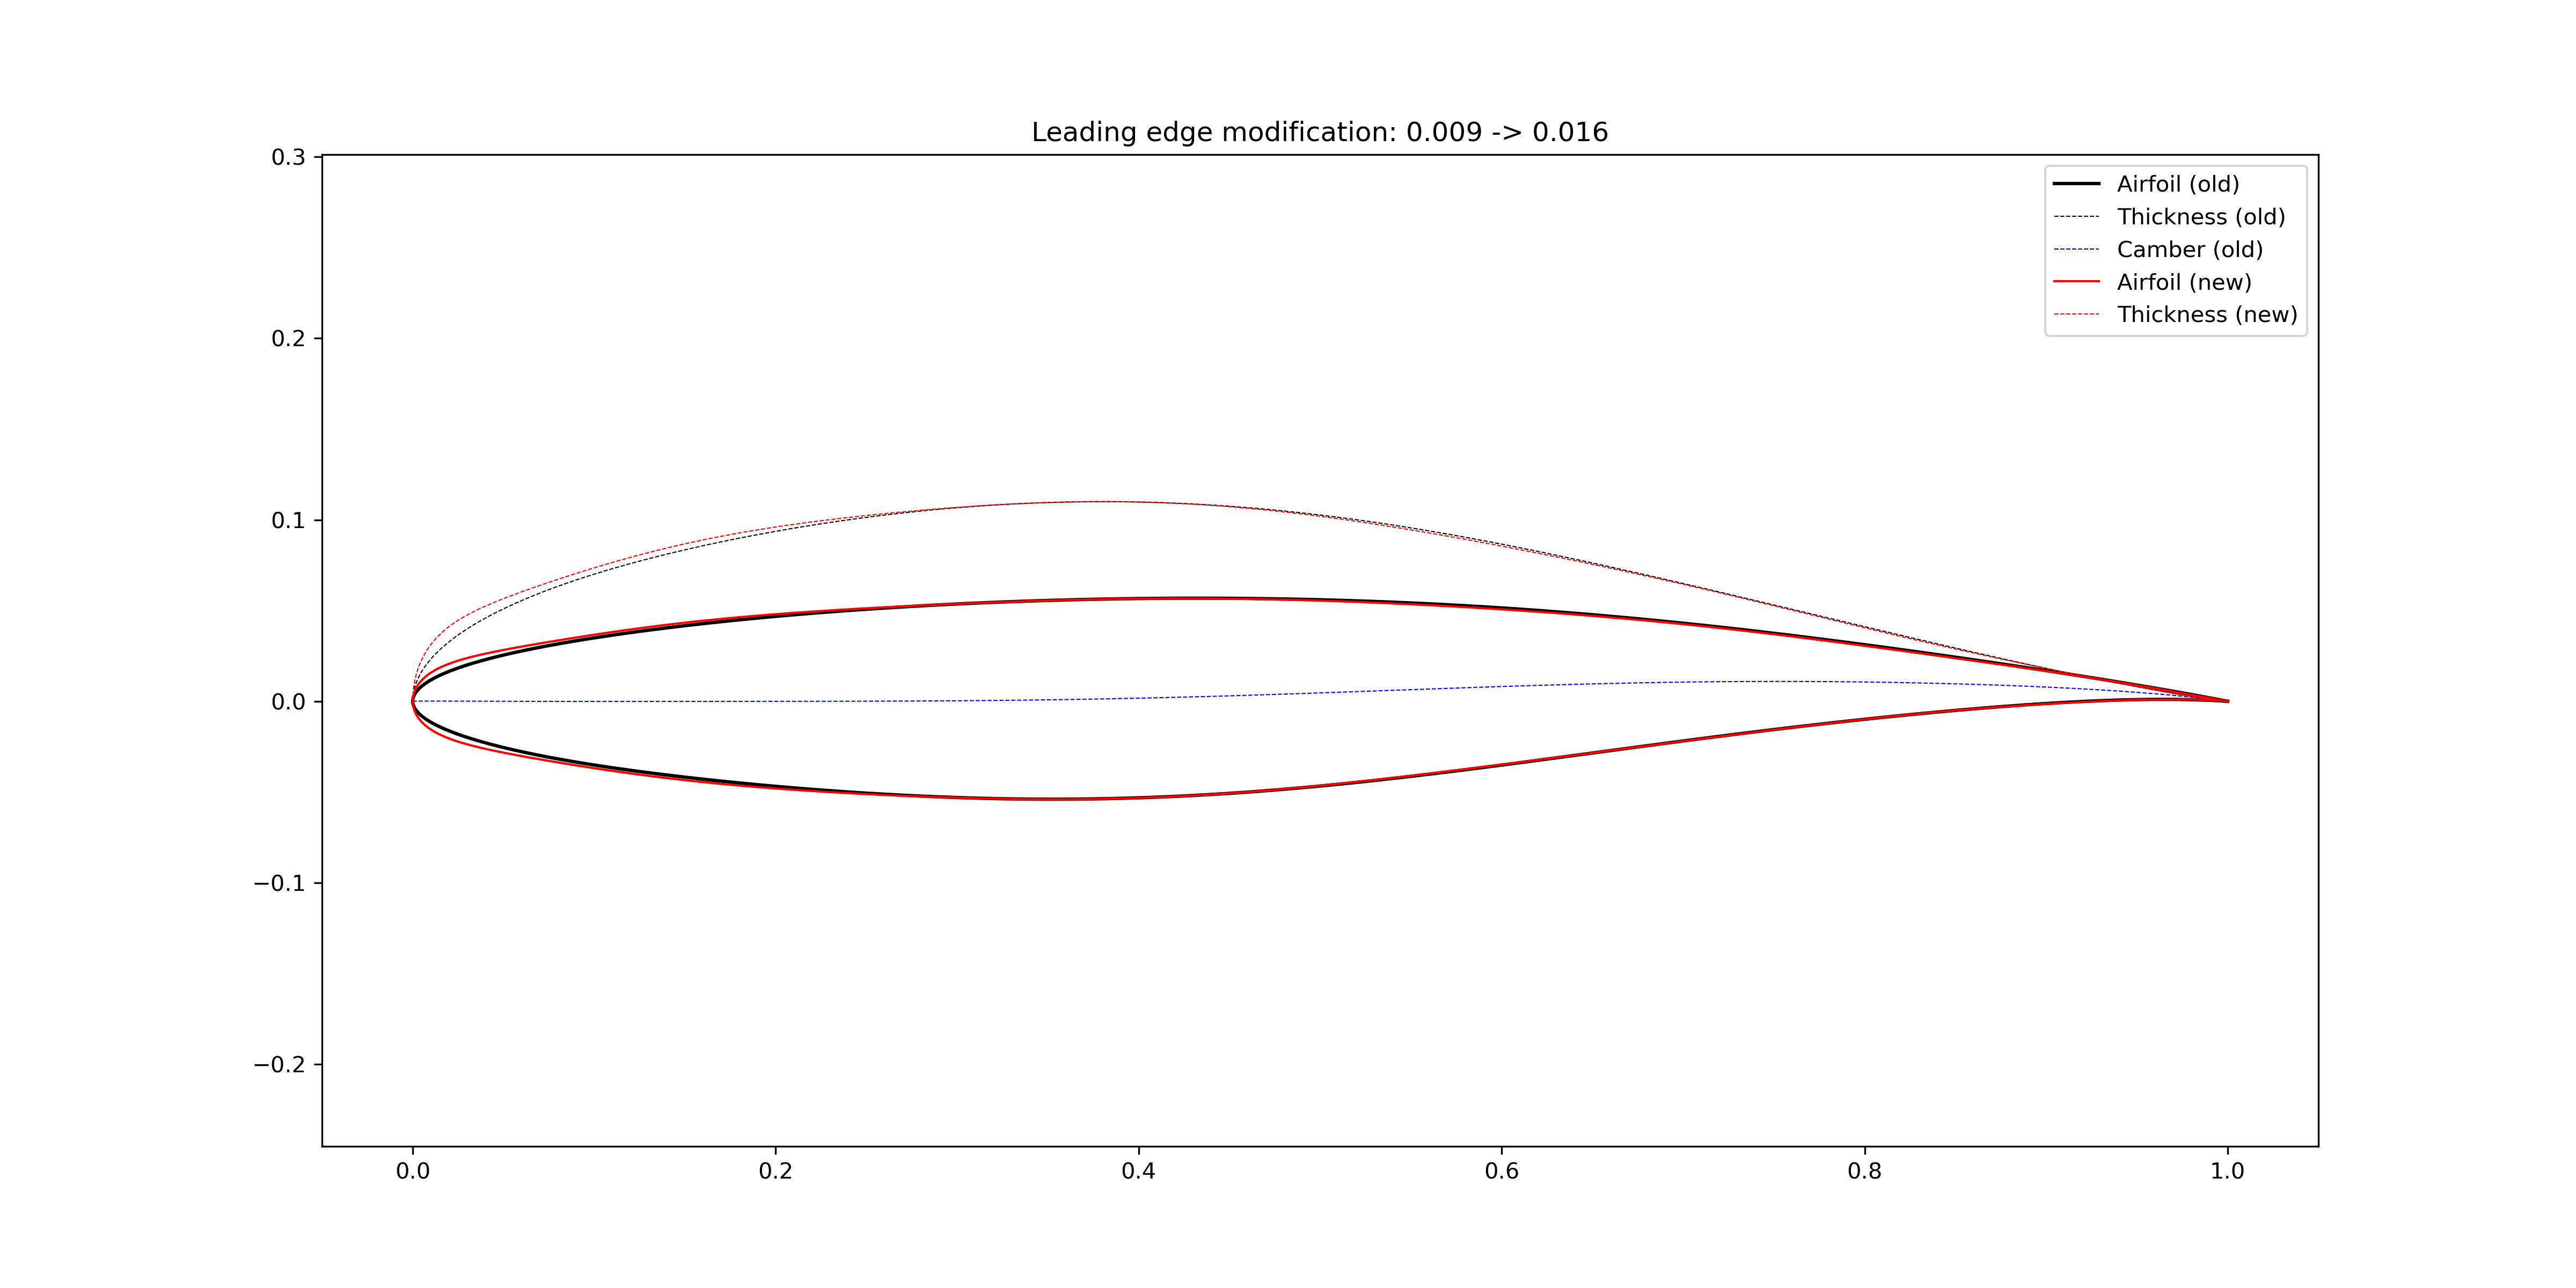 Leading edge modification: 0.009 -> 0.016
0.3
0.2
0.1
0.0
−0.1
−0.2
0.0 0.2 0.4 0.6 0.8 1.0
Airfoil (old)
Thickness (old)
Camber (old)
Airfoil (new)
Thickness (new)